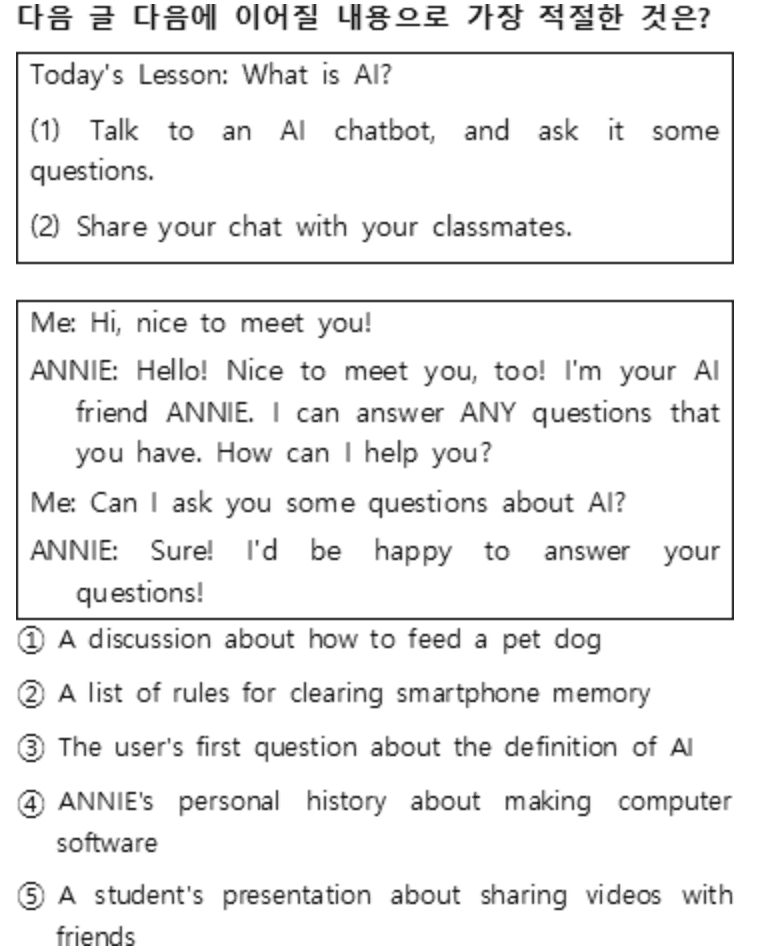 다음 글 다음에 이어질 내용으로 가장 적절한 것은?
Today's Lesson: What is AI?
(1) Talk to an AI chatbot, and ask it some
questions.
(2) Share your chat with your classmates.
Me: Hi, nice to meet you!
ANNIE: Hello! Nice to meet you, too! I'm your AI
friend ANNIE. I can answer ANY questions that
you have. How can I help you?
Me: Can I ask you some questions about AI?
ANNIE: Sure! I'd be happy to answer your
questions!
① A discussion about how to feed a pet dog
② A list of rules for clearing smartphone memory
③ The user's first question about the definition of AI
④ ANNIE's personal history about making computer
software
⑤ A student's presentation about sharing videos with
friends